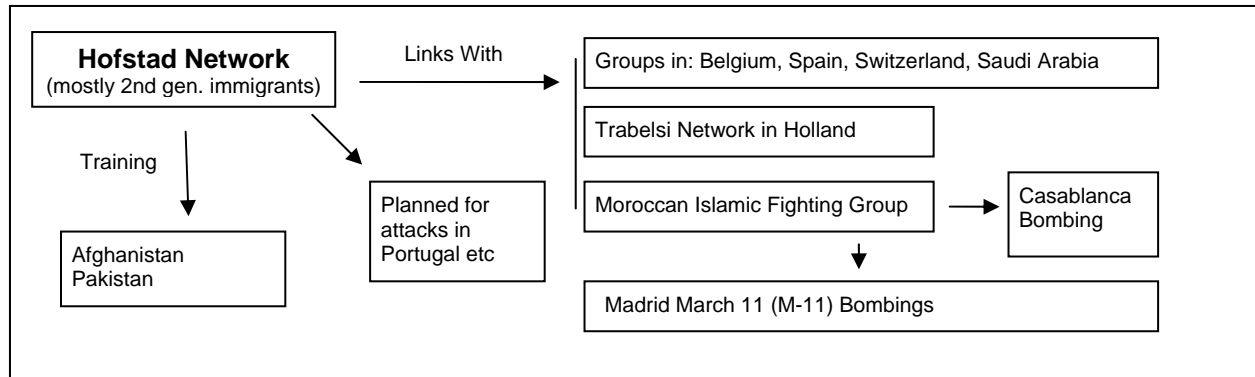 Hofstad Network
(mostly 2nd gen. immigrants)
Links With
Groups in: Belgium, Spain, Switzerland, Saudi Arabia
Trabelsi Network in Holland
Training
Planned for
attacks in
Portugal etc
Moroccan Islamic Fighting Group
Casablanca
Bombing
Afghanistan
Pakistan
Madrid March 11 (M-11) Bombings